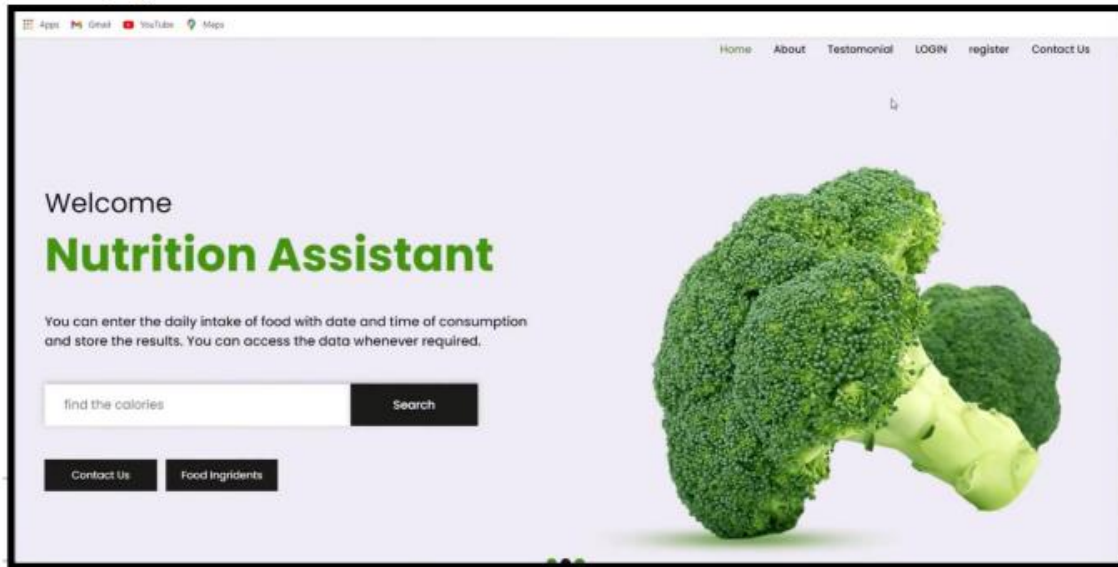 Apps Gmail YouTube Maps
Home About Testamonial LOGIN register Contact Us
Welcome
Nutrition Assistant
You can enter the daily intake of food with date and time of consumption
and store the results. You can access the data whenever required.
find the calories Search
Contact Us Food Ingridents